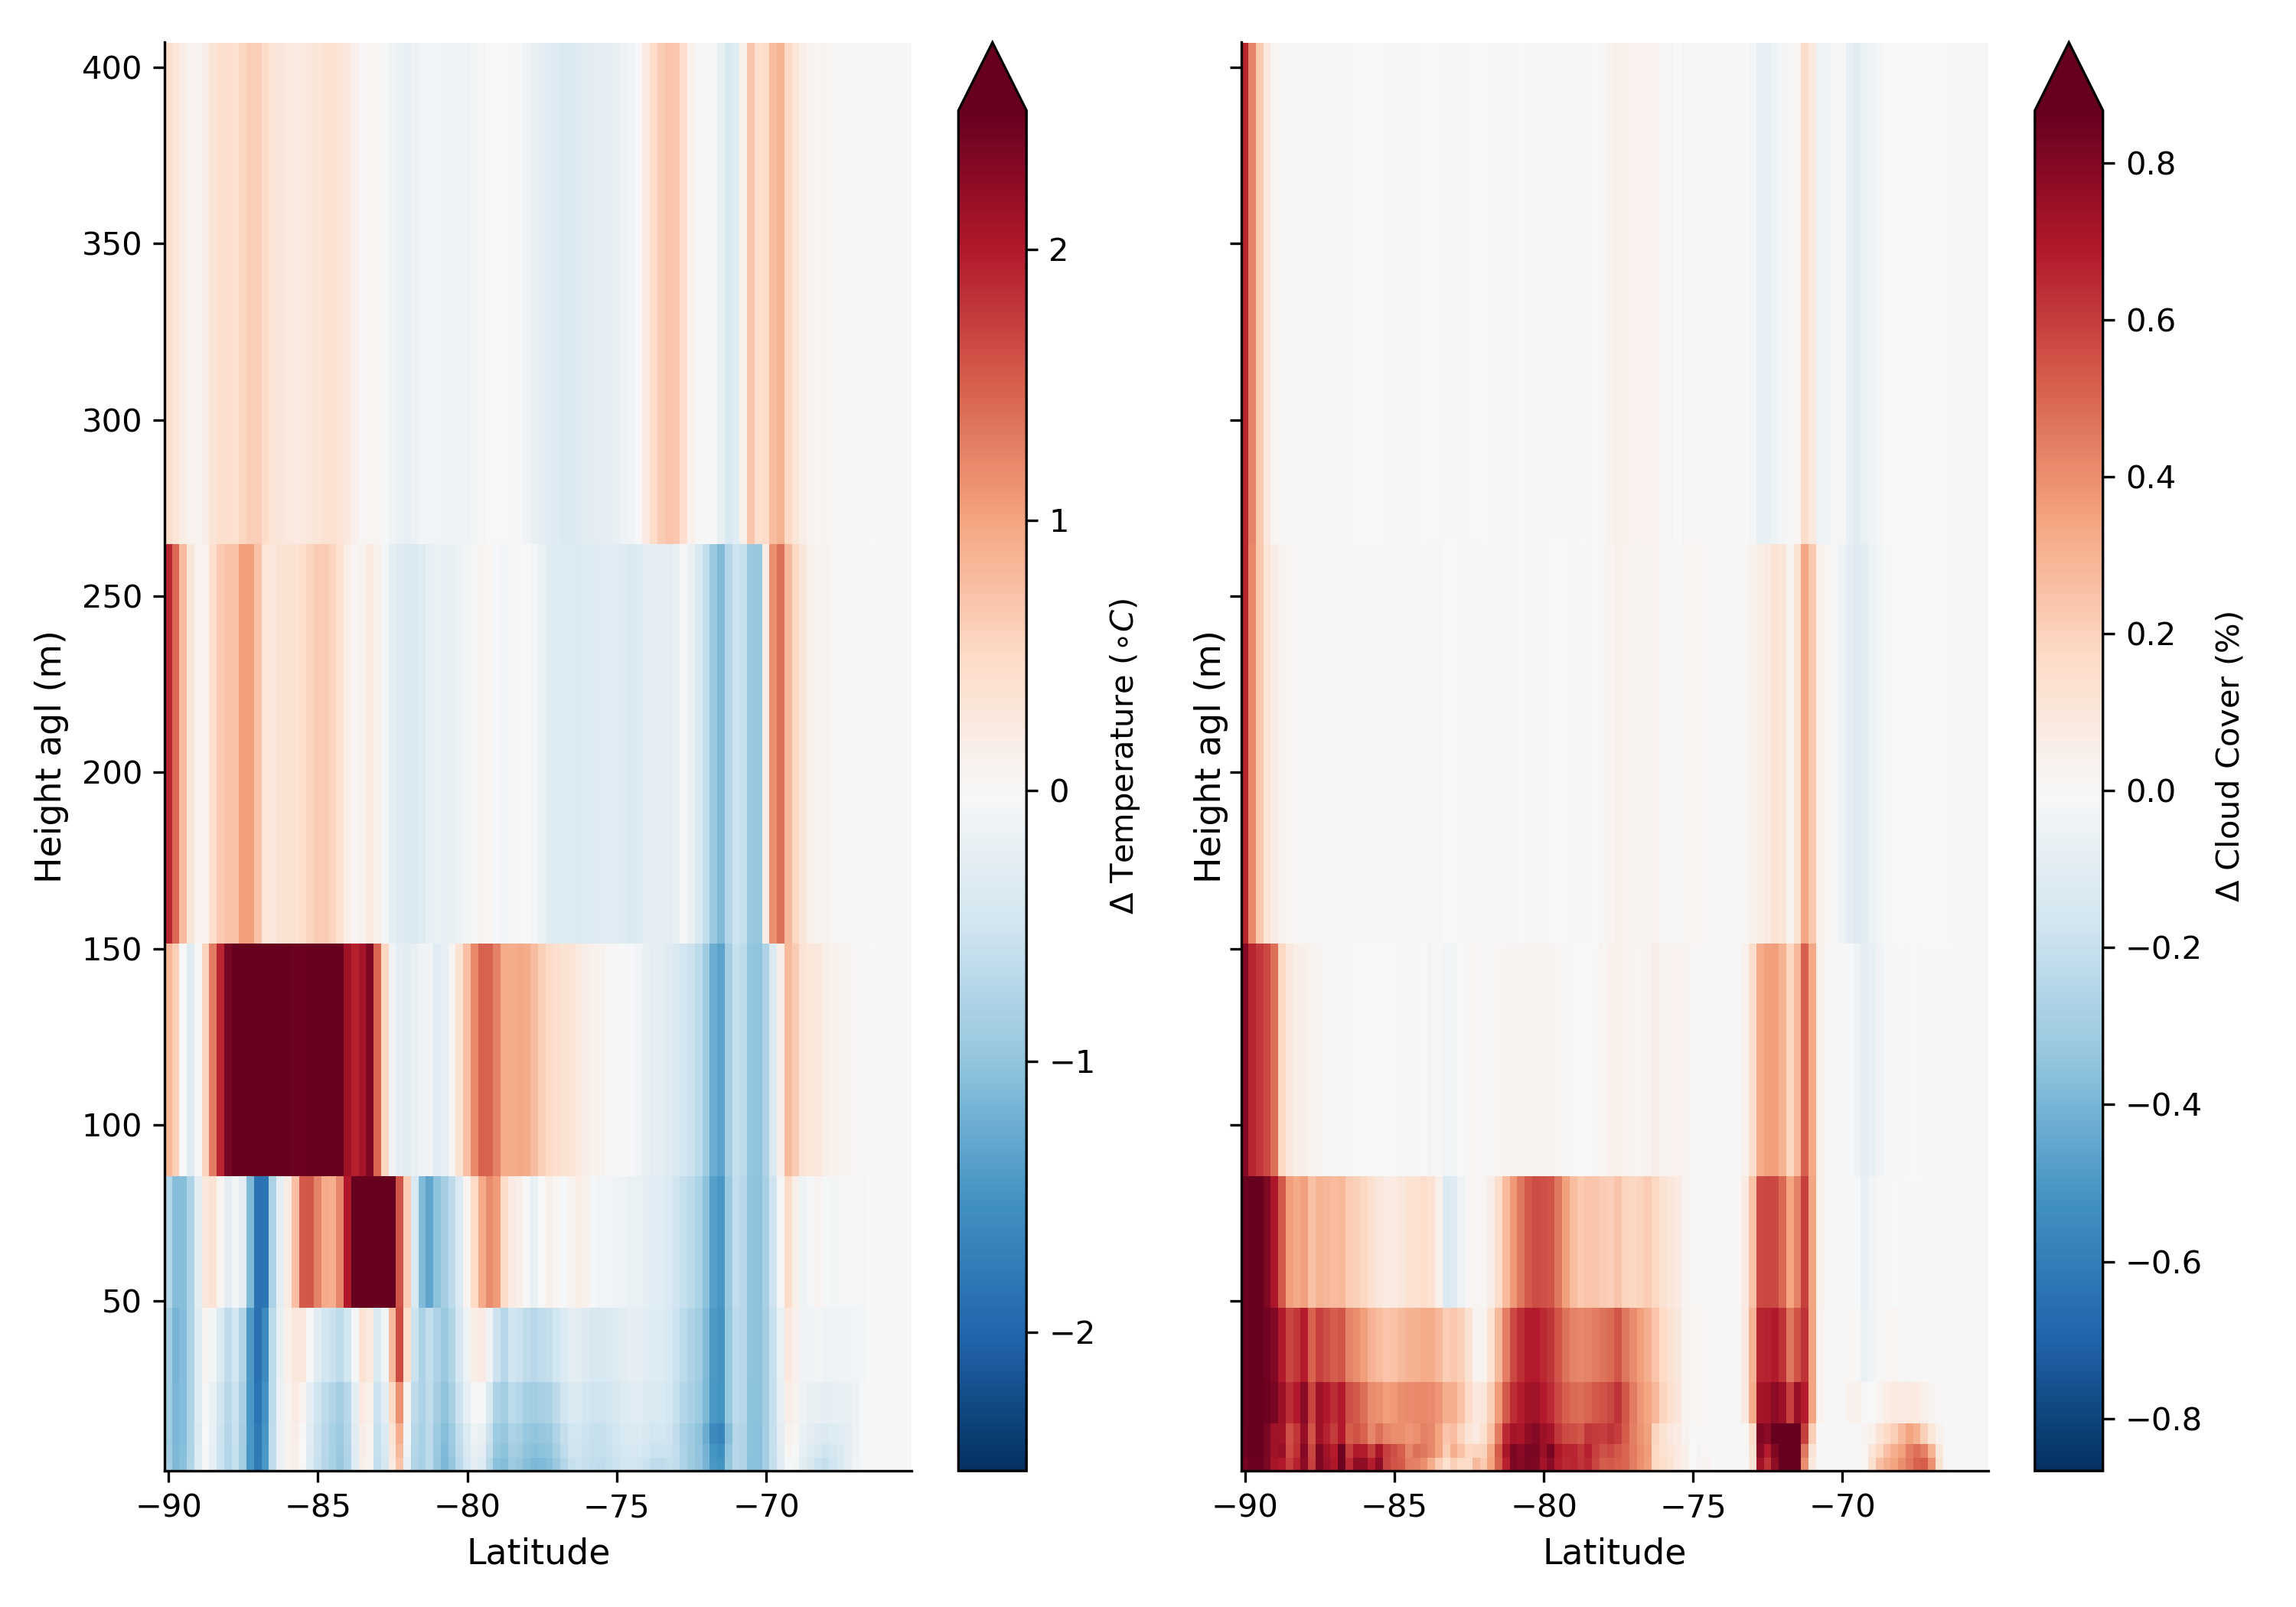 400
350
300
250
200
150
100
50
Height agl (m)
−90 −85 −80 −75 −70
Latitude
2
1
0
−1
−2
Δ Temperature (∘C)
Height agl (m)
−90 −85 −80 −75 −70
Latitude
0.8
0.6
0.4
0.2
0.0
−0.2
−0.4
−0.6
−0.8
Δ Cloud Cover (%)